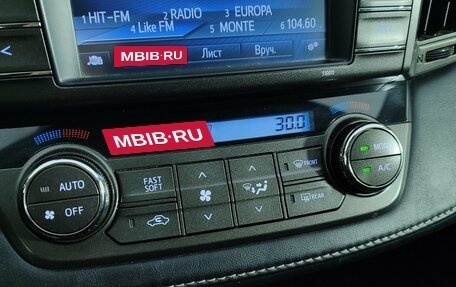 1 HIT-FM 2 RADIO 3 EUROPA
4 Like FM 5 MONTE 6 104.60
MBIB.RU Лист Вруч.
510011
MBIB.RU 30.0
AUTO FAST SOFT FRONT MODE
OFF REAR A/C